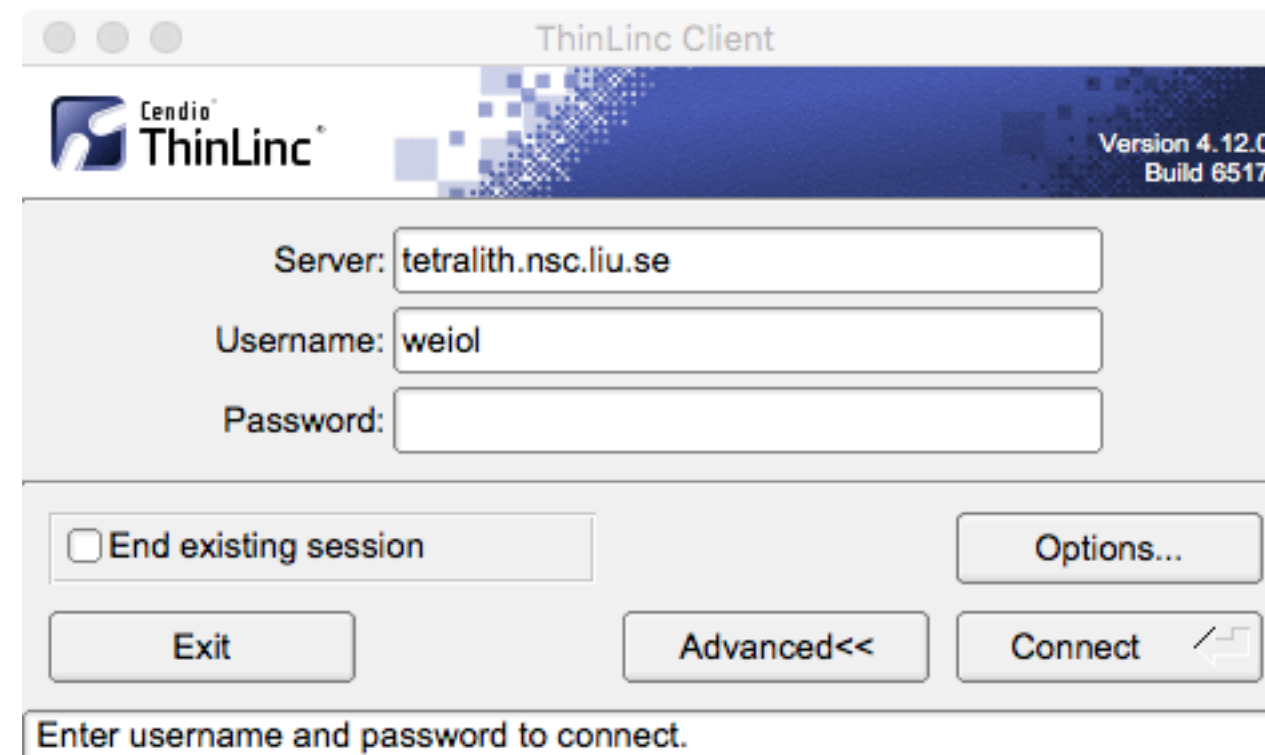 ThinLinc Client
Cendio®
ThinLinc®
Version 4.12.0
Build 6517
Server: tetralith.nsc.liu.se
Username: weiol
Password:
End existing session
Options...
Exit
Advanced<<
Connect
Enter username and password to connect.